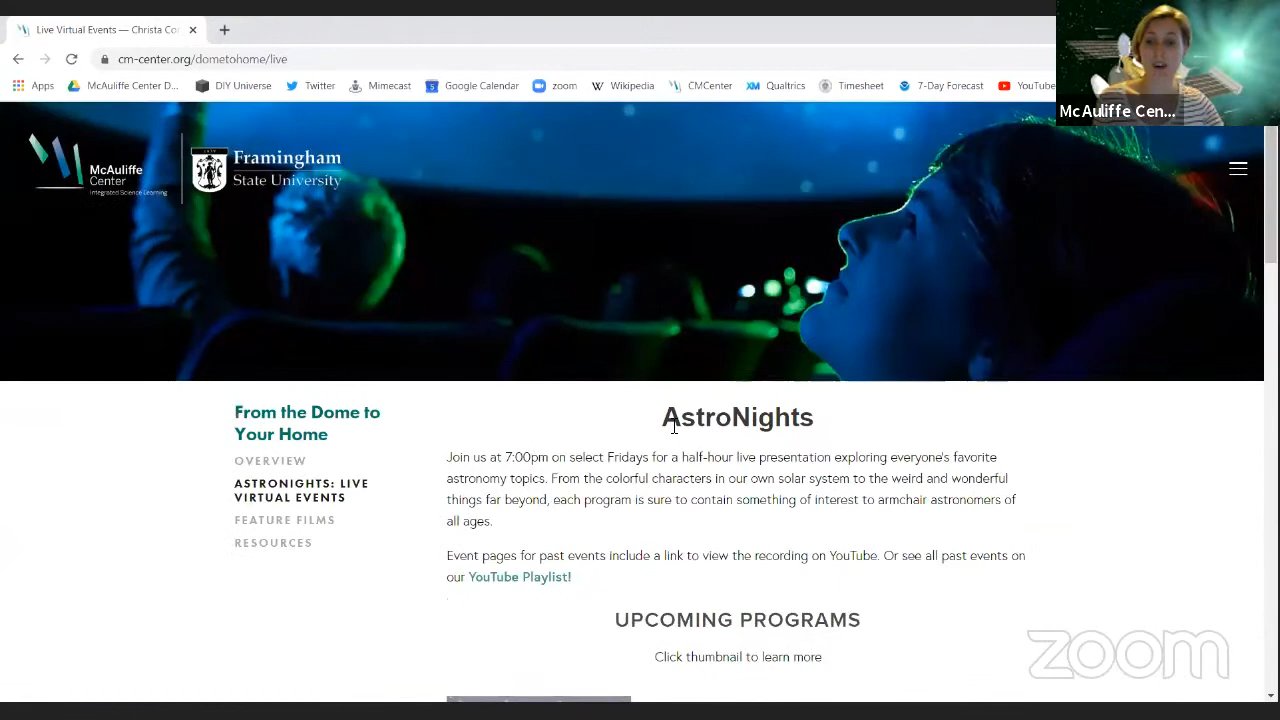 Live Virtual Events — Christa Co
cm-center.org/dometohome/live
Apps
McAuliffe Center D...
DIY Universe
Twitter
Mimecast
Google Calendar
zoom
Wikipedia
CMCenter
Qualtrics
Timesheet
7-Day Forecast
YouTube
McAuliffe Cen...
McAuliffe
Center
Integrated Science Learning
Framingham
State University
From the Dome to
Your Home
OVERVIEW
ASTRONIGHTS: LIVE
VIRTUAL EVENTS
FEATURE FILMS
RESOURCES
AstroNights
Join us at 7:00pm on select Fridays for a half-hour live presentation exploring everyone's favorite
astronomy topics. From the colorful characters in our own solar system to the weird and wonderful
things far beyond, each program is sure to contain something of interest to armchair astronomers of
all ages.
Event pages for past events include a link to view the recording on YouTube. Or see all past events on
our YouTube Playlist!
UPCOMING PROGRAMS
Click thumbnail to learn more
zoom